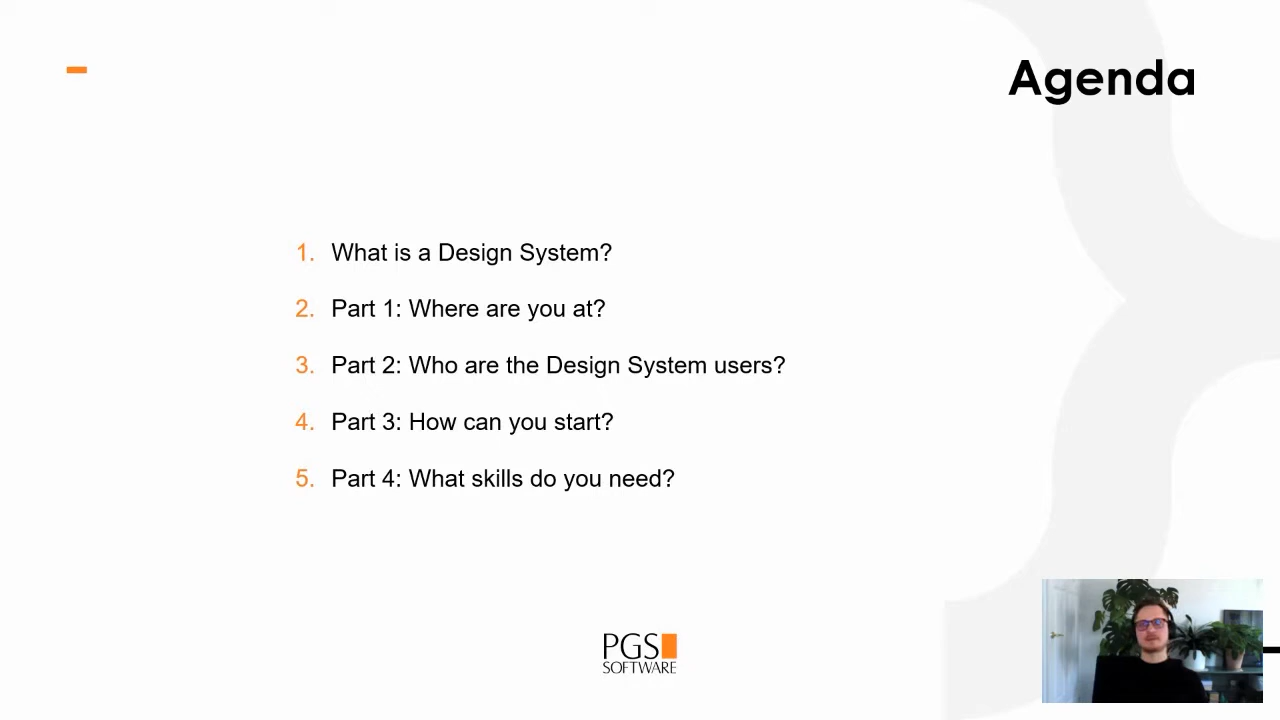 Agenda
1. What is a Design System?
2. Part 1: Where are you at?
3. Part 2: Who are the Design System users?
4. Part 3: How can you start?
5. Part 4: What skills do you need?
PGS
SOFTWARE